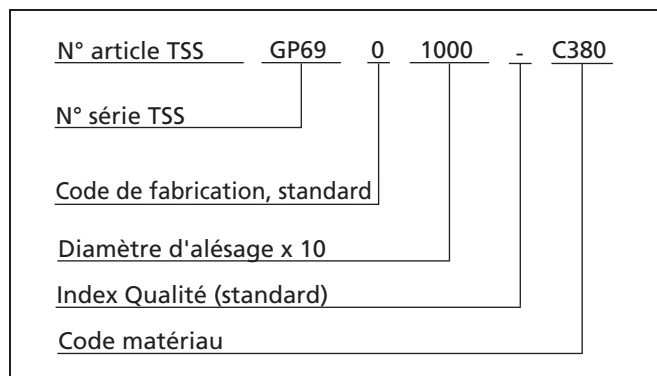 N° article TSS GP69 0 1000 - C380
N° série TSS
Code de fabrication, standard
Diamètre d'alésage x 10
Index Qualité (standard)
Code matériau